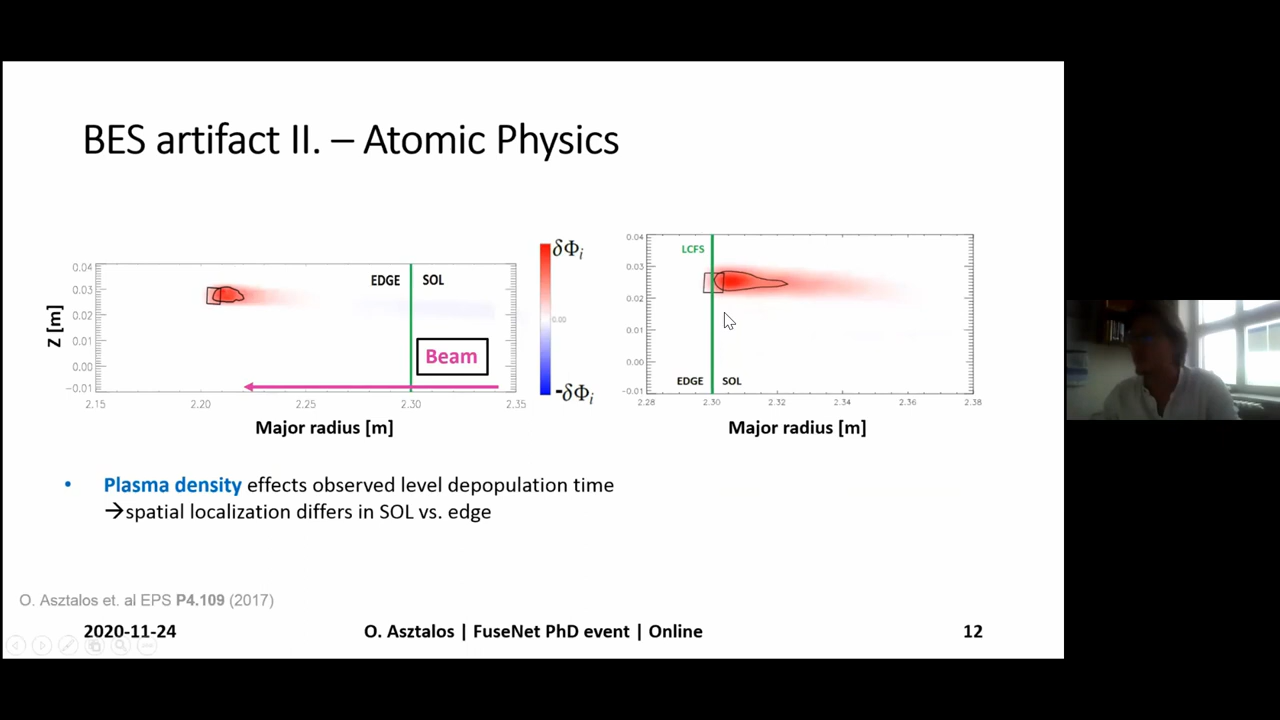 BES artifact II. – Atomic Physics
δΦi
-δΦi
0.00
0.04
0.03
0.02
0.01
0.00
−0.01
Z [m]
EDGE
SOL
Beam
2.15
2.20
2.25
2.30
2.35
Major radius [m]
0.04
0.03
0.02
0.01
0.00
−0.01
LCFS
EDGE
SOL
2.28
2.30
2.32
2.34
2.36
2.38
Major radius [m]
• Plasma density effects observed level depopulation time
→spatial localization differs in SOL vs. edge
O. Asztalos et. al EPS P4.109 (2017)
2020-11-24
O. Asztalos | FuseNet PhD event | Online
12